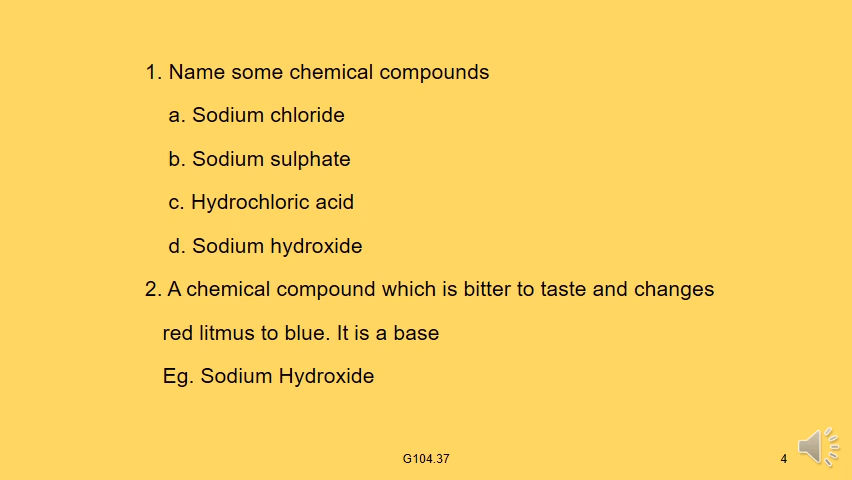 1. Name some chemical compounds
a. Sodium chloride
b. Sodium sulphate
c. Hydrochloric acid
d. Sodium hydroxide
2. A chemical compound which is bitter to taste and changes
red litmus to blue. It is a base
Eg. Sodium Hydroxide
G104.37
4